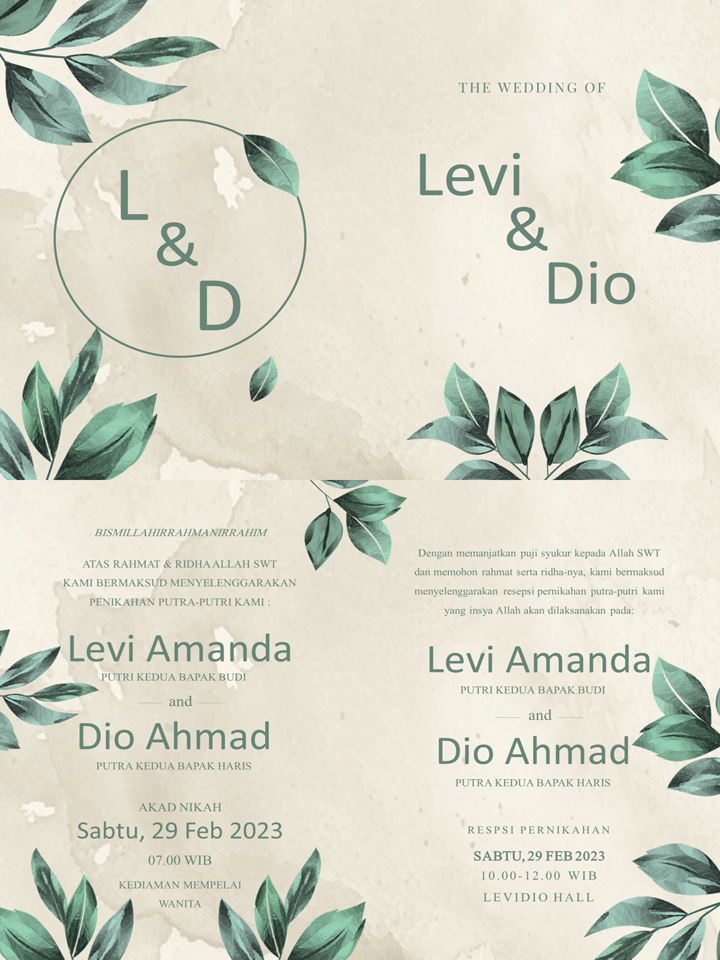 L
&
D
THE WEDDING OF
Levi
&
Dio
BISMILLAHIRRAHMANIRRAHIM
ATAS RAHMAT & RIDHA ALLAH SWT
KAMI BERMAKSUD MENYELENGGARAKAN
PENIKAHAN PUTRA-PUTRI KAMI :
Levi Amanda
PUTRI KEDUA BAPAK BUDI
and
Dio Ahmad
PUTRA KEDUA BAPAK HARIS
AKAD NIKAH
Sabtu, 29 Feb 2023
07.00 WIB
KEDIAMAN MEMPELAI
WANITA
Dengan memanjatkan puji syukur kepada Allah SWT
dan memohon rahmat serta ridha-nya, kami bermaksud
menyelenggarakan resepsi pernikahan putra-putri kami
yang insya Allah akan dilaksanakan pada:
Levi Amanda
PUTRI KEDUA BAPAK BUDI
and
Dio Ahmad
PUTRA KEDUA BAPAK HARIS
RESPSI PERNIKAHAN
SABTU, 29 FEB 2023
10.00-12.00 WIB
LEVIDIO HALL